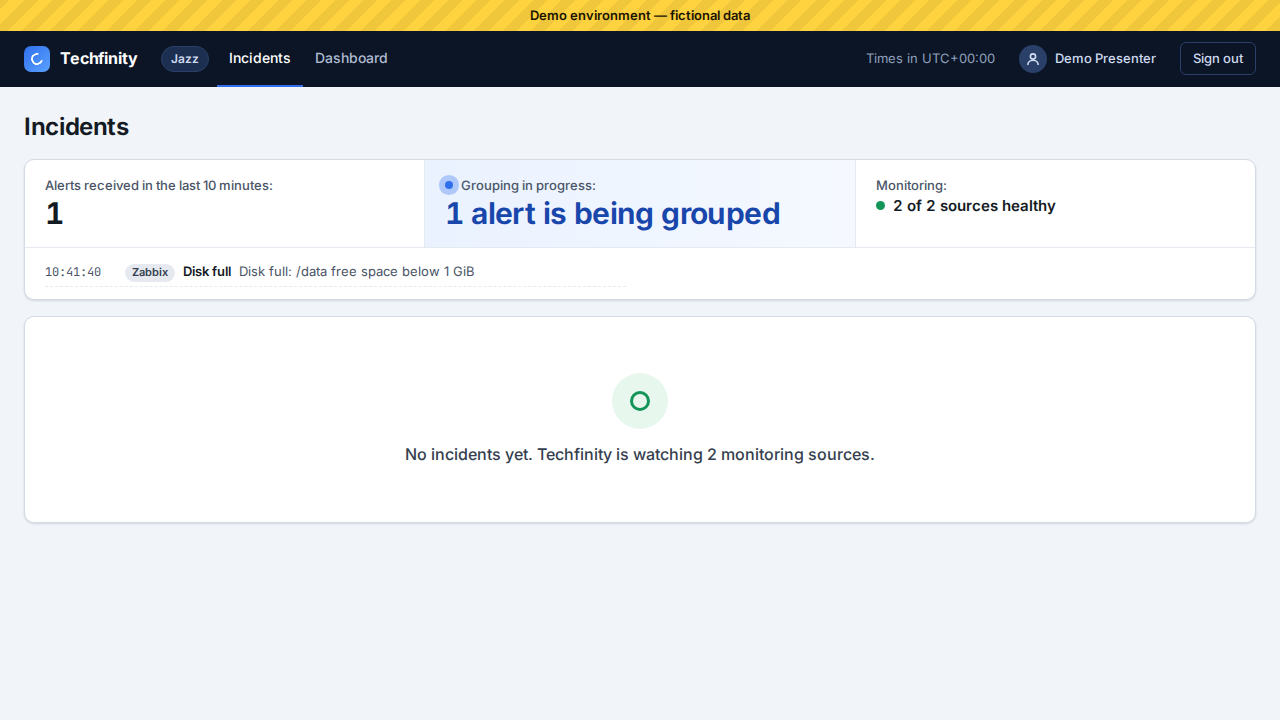 Demo environment — fictional data
Techfinity
Jazz
Incidents
Dashboard
Times in UTC+00:00
Demo Presenter
Sign out
Incidents
Alerts received in the last 10 minutes:
1
Grouping in progress:
1 alert is being grouped
Monitoring:
2 of 2 sources healthy
10:41:40 Zabbix Disk full Disk full: /data free space below 1 GiB
No incidents yet. Techfinity is watching 2 monitoring sources.